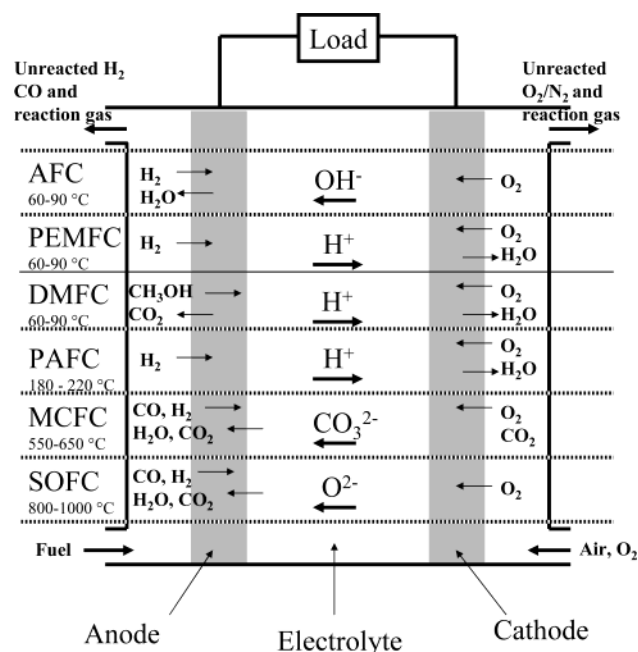 Load
Unreacted H₂
CO and
reaction gas
Unreacted
O₂/N₂ and
reaction gas
AFC
60-90 °C
H₂
H₂O
OH⁻
O₂
PEMFC
60-90 °C
H₂
H⁺
O₂
H₂O
DMFC
60-90 °C
CH₃OH
CO₂
H⁺
O₂
H₂O
PAFC
180 - 220 °C
H₂
H⁺
O₂
H₂O
MCFC
550-650 °C
CO, H₂
H₂O, CO₂
CO₃²⁻
O₂
CO₂
SOFC
800-1000 °C
CO, H₂
H₂O, CO₂
O²⁻
O₂
Fuel
Air, O₂
Anode
Electrolyte
Cathode